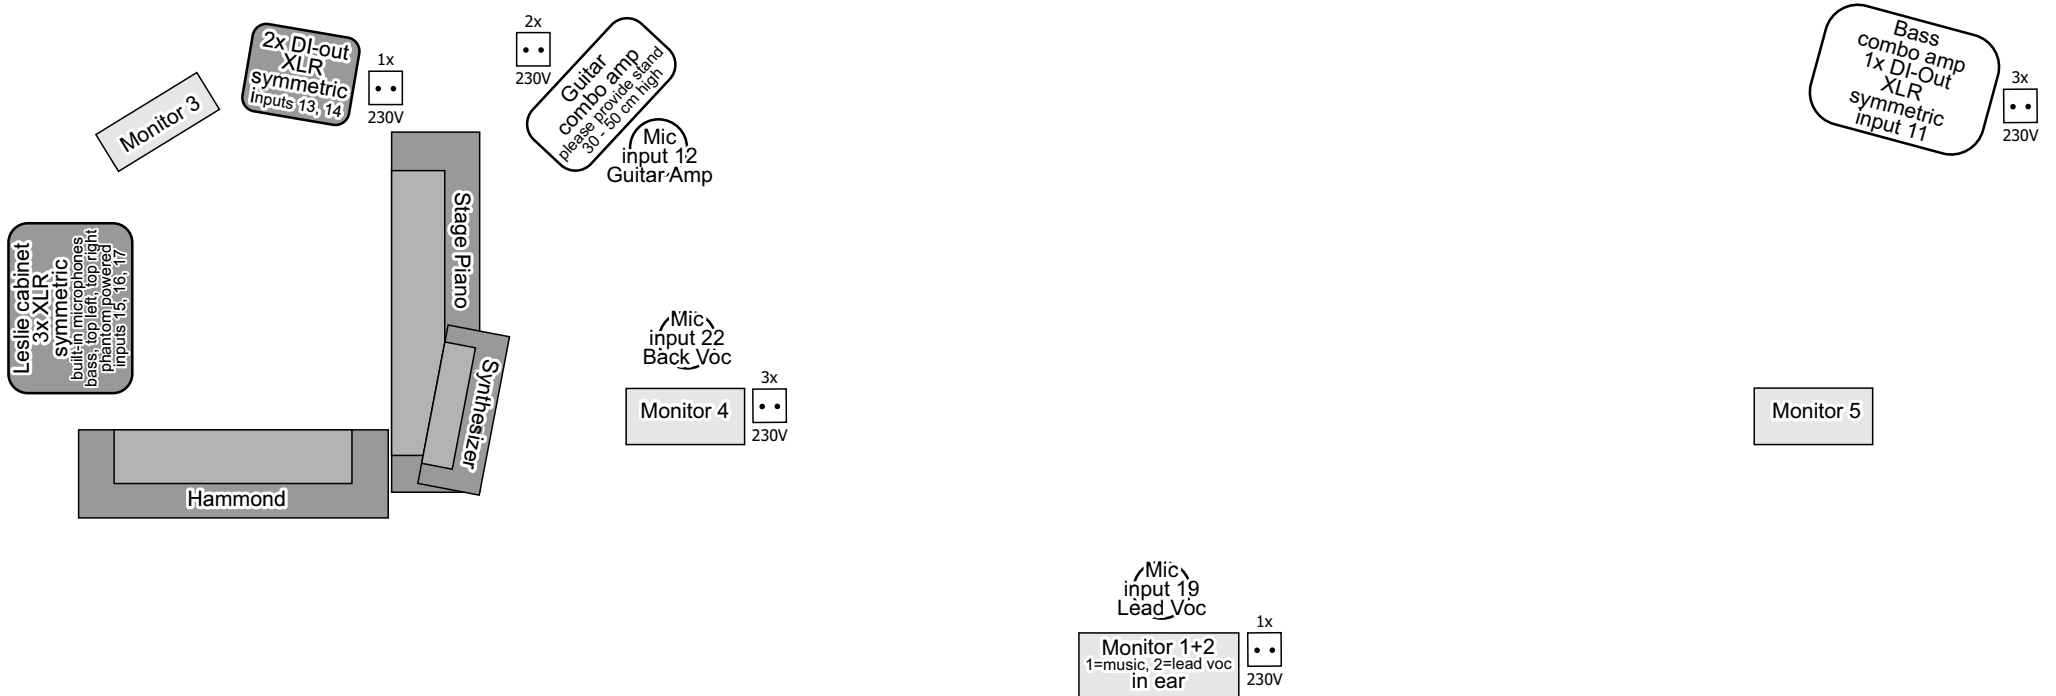 2x DI-out
XLR
symmetric
inputs 13, 14
1x
230V
2x
230V
Guitar
combo amp
please provide stand
30 - 50 cm high
Mic
input 12
Guitar Amp
Bass
combo amp
1x DI-Out
XLR
symmetric
input 11
3x
230V
Monitor 3
Leslie cabinet
3x XLR
symmetric
built-in microphones
bass, top left, top right
phantom powered
inputs 15, 16, 17
Stage Piano
Synthesizer
Hammond
Mic
input 22
Back Voc
Monitor 4
3x
230V
Monitor 5
Mic
input 19
Lead Voc
Monitor 1+2
1=music, 2=lead voc
in ear
1x
230V